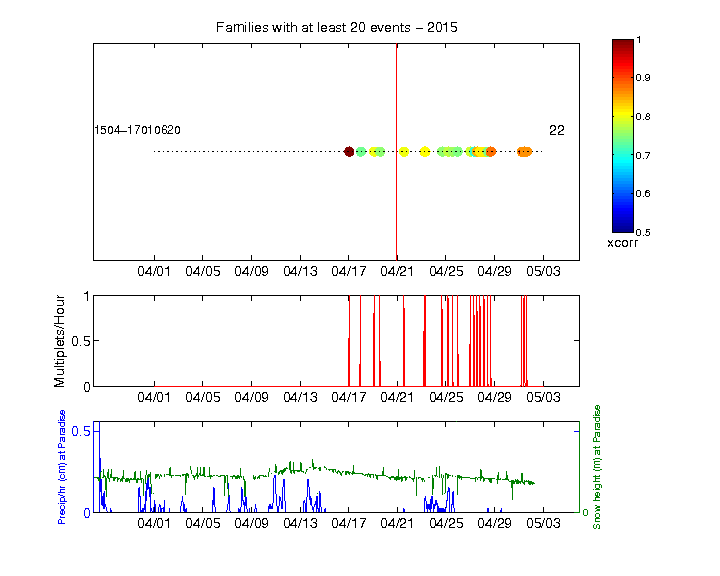 Families with at least 20 events – 2015
1504–17010620
22
04/01 04/05 04/09 04/13 04/17 04/21 04/25 04/29 05/03
1
0.9
0.8
0.7
0.6
0.5
xcorr
Multiplets/Hour
1
0.5
0
04/01 04/05 04/09 04/13 04/17 04/21 04/25 04/29 05/03
Precip/hr (cm) at Paradise
0.5
0
04/01 04/05 04/09 04/13 04/17 04/21 04/25 04/29 05/03
0
Snow height (m) at Paradise